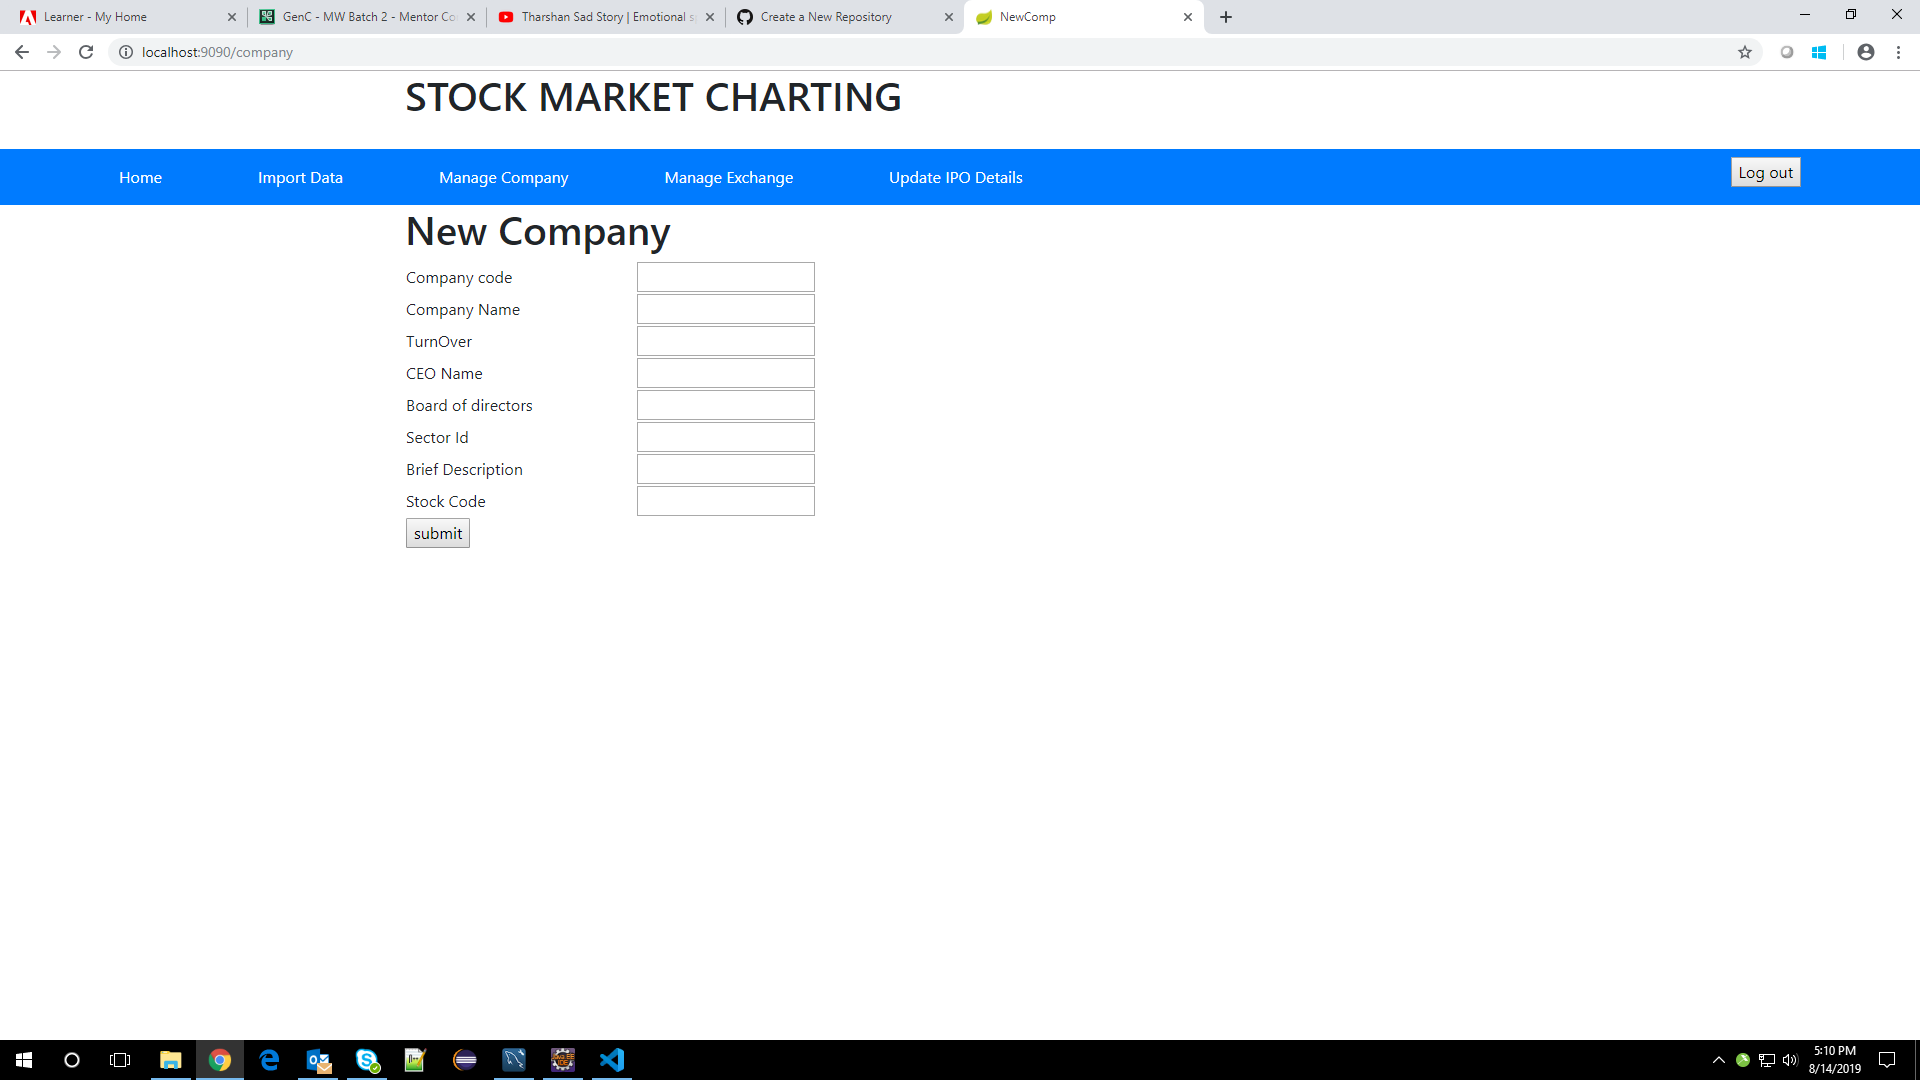 Learner - My Home
GenC - MW Batch 2 - Mentor Co
Tharshan Sad Story | Emotional s
Create a New Repository
NewComp
localhost:9090/company
STOCK MARKET CHARTING
Home
Import Data
Manage Company
Manage Exchange
Update IPO Details
Log out
New Company
Company code
Company Name
TurnOver
CEO Name
Board of directors
Sector Id
Brief Description
Stock Code
submit
5:10 PM
8/14/2019